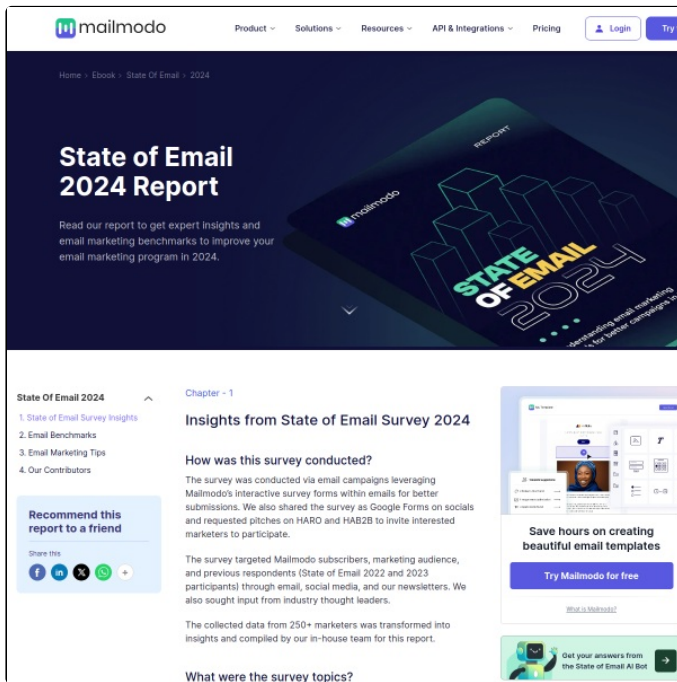 mailmodo
Product
Solutions
Resources
API & Integrations
Pricing
Login
Try
Home > Ebook > State Of Email > 2024
State of Email
2024 Report
Read our report to get expert insights and
email marketing benchmarks to improve your
email marketing program in 2024.
REPORT
mailmodo
STATE
OF EMAIL
2024
derstanding email marketing
s for better campaigns in
State Of Email 2024
1. State of Email Survey Insights
2. Email Benchmarks
3. Email Marketing Tips
4. Our Contributors
Recommend this
report to a friend
Share this
Chapter - 1
Insights from State of Email Survey 2024
How was this survey conducted?
The survey was conducted via email campaigns leveraging
Mailmodo's interactive survey forms within emails for better
submissions. We also shared the survey as Google Forms on socials
and requested pitches on HARO and HAB2B to invite interested
marketers to participate.
The survey targeted Mailmodo subscribers, marketing audience,
and previous respondents (State of Email 2022 and 2023
participants) through email, social media, and our newsletters. We
also sought input from industry thought leaders.
The collected data from 250+ marketers was transformed into
insights and compiled by our in-house team for this report.
What were the survey topics?
Save hours on creating
beautiful email templates
Try Mailmodo for free
What is Mailmodo?
Get your answers from
the State of Email AI Bot